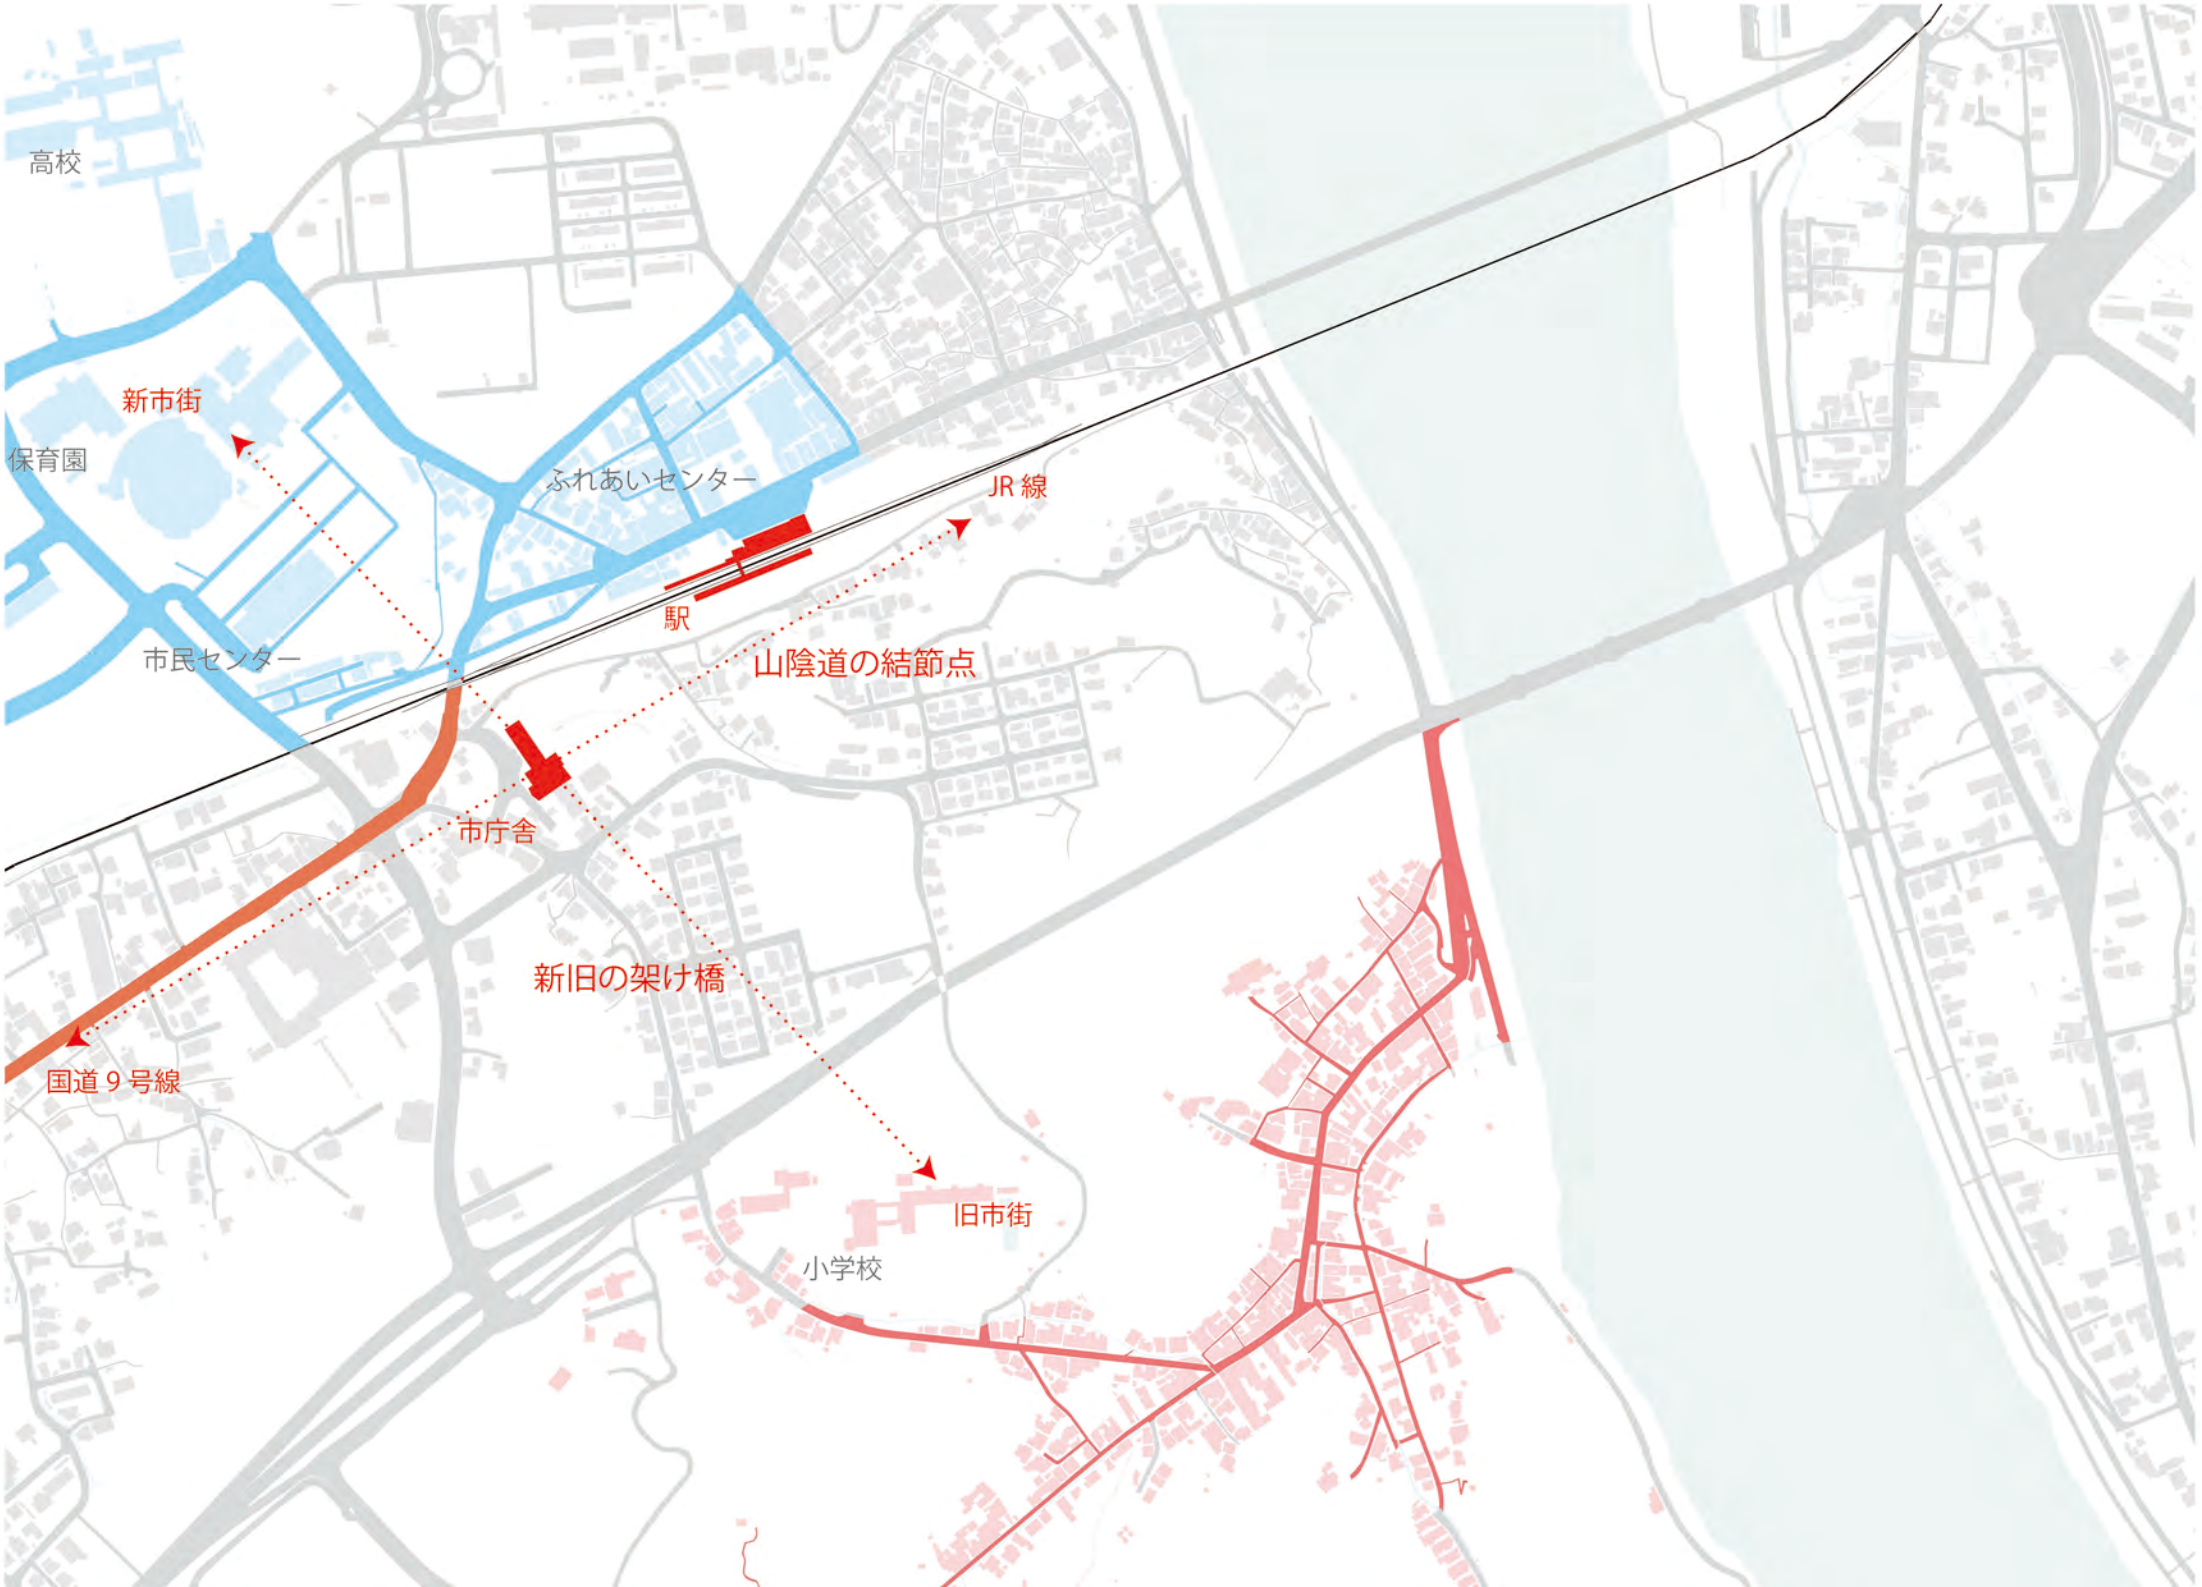 高校
新市街
保育園
ふれあいセンター
JR 線
駅
市民センター
山陰道の結節点
市庁舎
新旧の架け橋
国道 9 号線
旧市街
小学校